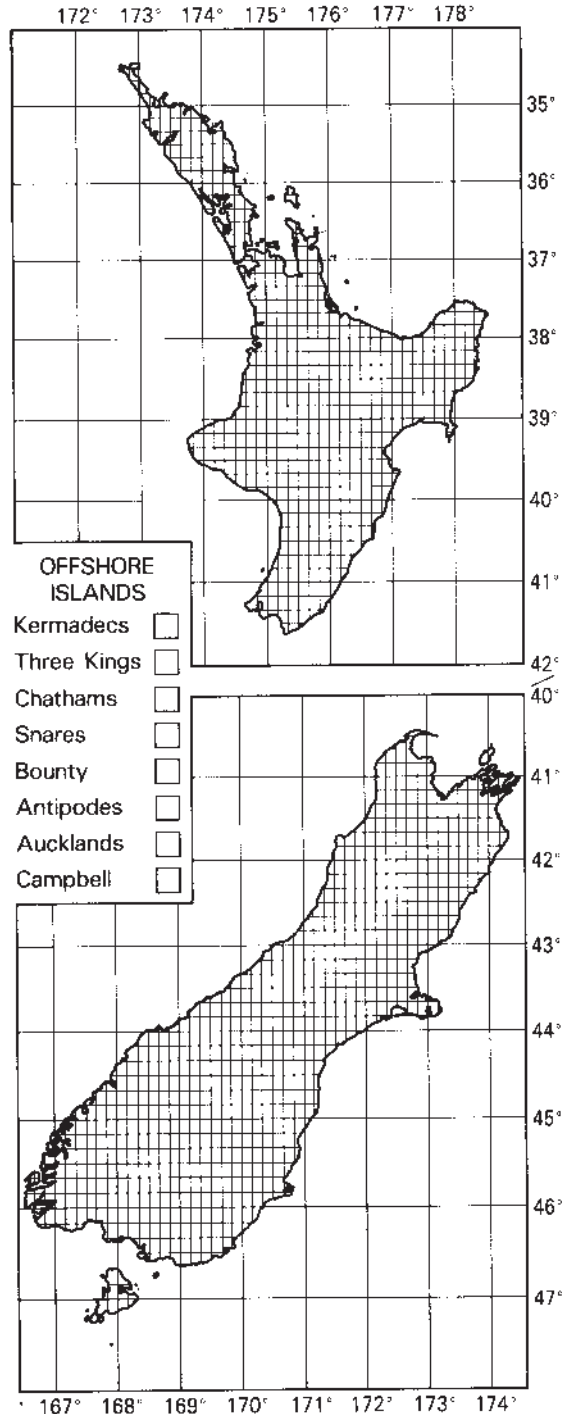 172° 173° 174° 175° 176° 177° 178°
35°
36°
37°
38°
39°
40°
41°
42°
OFFSHORE
ISLANDS
Kermadecs
Three Kings
Chathams
Snares
Bounty
Antipodes
Aucklands
Campbell
40°
41°
42°
43°
44°
45°
46°
47°
167° 168° 169° 170° 171° 172° 173° 174°